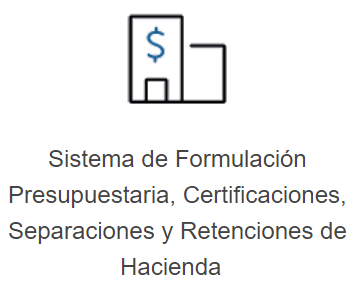 $
Sistema de Formulación
Presupuestaria, Certificaciones,
Separaciones y Retenciones de
Hacienda